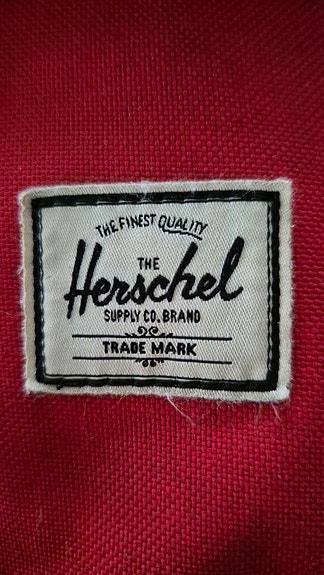 THE FINEST QUALITY
THE
Herschel
SUPPLY CO. BRAND
TRADE MARK